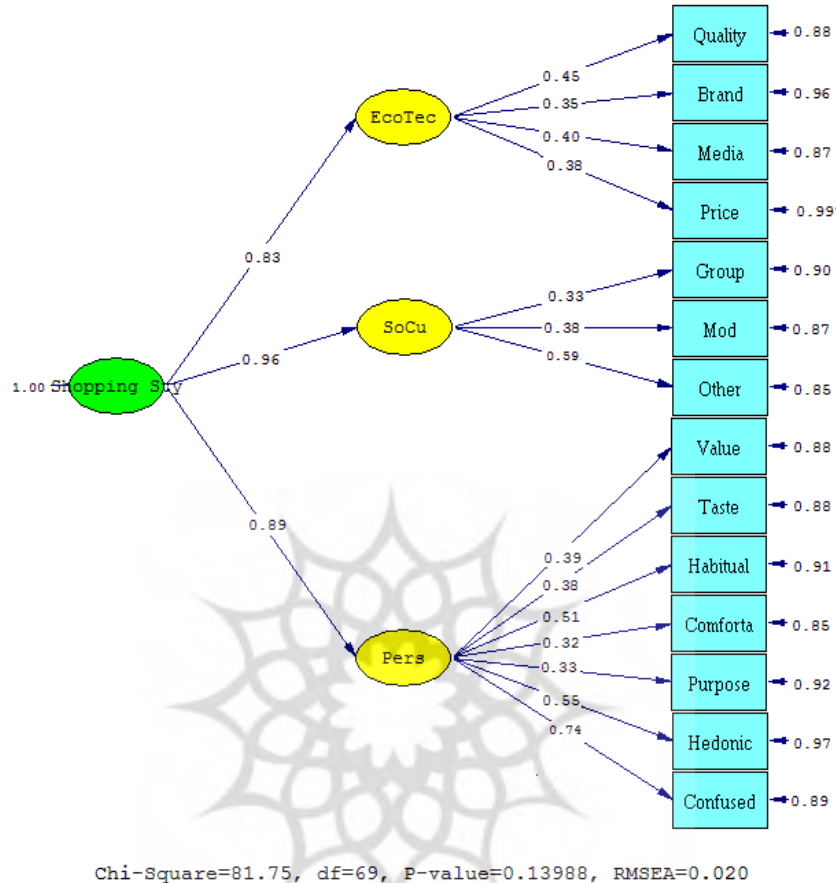 Quality
0.88
0.45
Brand
0.96
EcoTec
0.35
Media
0.87
0.40
0.38
Price
0.99
0.83
Group
0.90
0.33
SoCu
Mod
0.87
0.38
0.96
0.59
Other
0.85
1.00
Shopping Sty
Value
0.88
0.89
Taste
0.88
0.39
0.38
Habitual
0.91
0.51
Comforta
0.85
0.32
Pers
0.33
Purpose
0.92
0.55
0.74
Hedonic
0.97
Confused
0.89
Chi-Square=81.75, df=69, P-value=0.13988, RMSEA=0.020